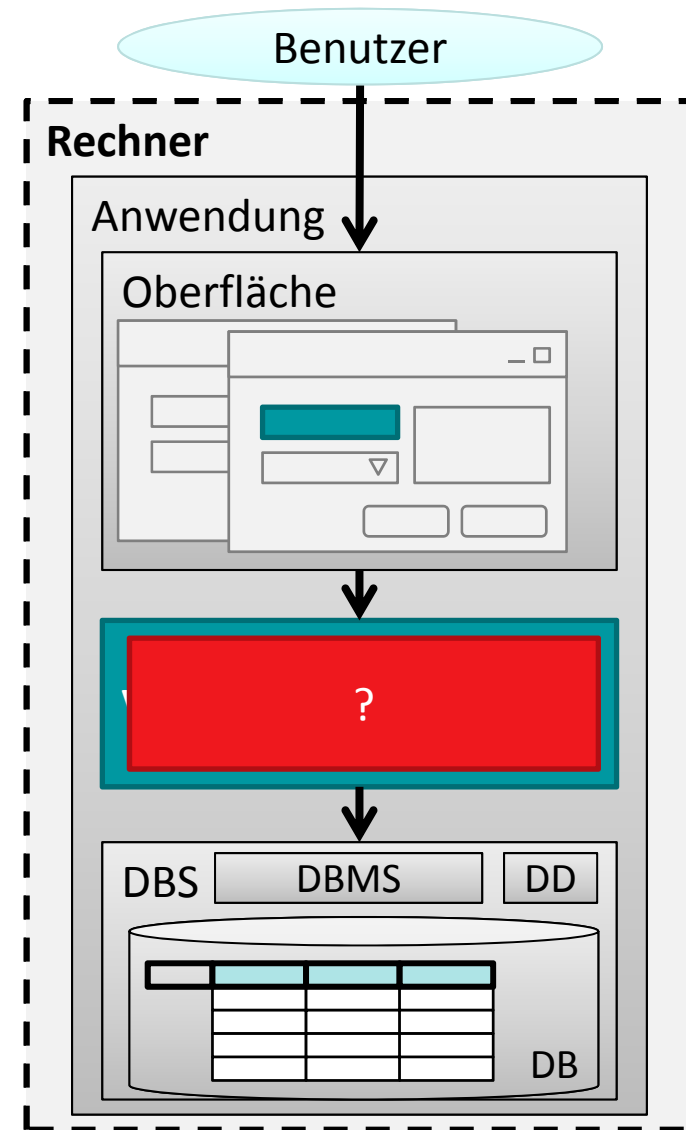 Benutzer
Rechner
Anwendung
Oberfläche
?
DBS
DBMS
DD
DB